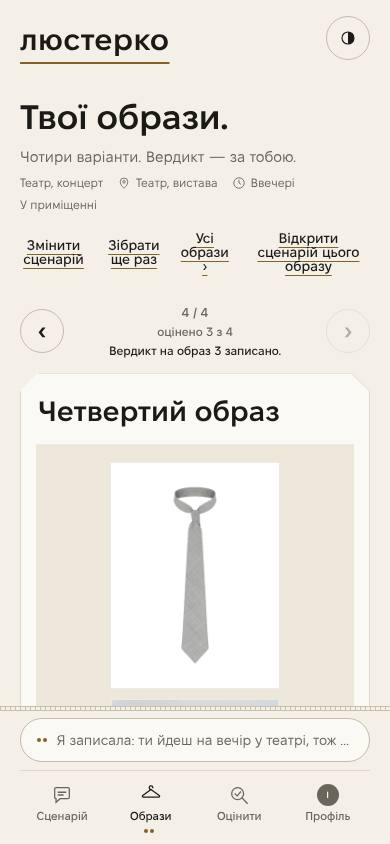 люстерко
Твої образи.
Чотири варіанти. Вердикт — за тобою.
Театр, концерт Театр, вистава Ввечері
У приміщенні
Змінити сценарій
Зібрати ще раз
Усі образи ›
Відкрити сценарій цього образу
4 / 4
оцінено 3 з 4
Вердикт на образ 3 записано.
Четвертий образ
Я записала: ти йдеш на вечір у театрі, тож ...
Сценарій Образи Оцінити Профіль